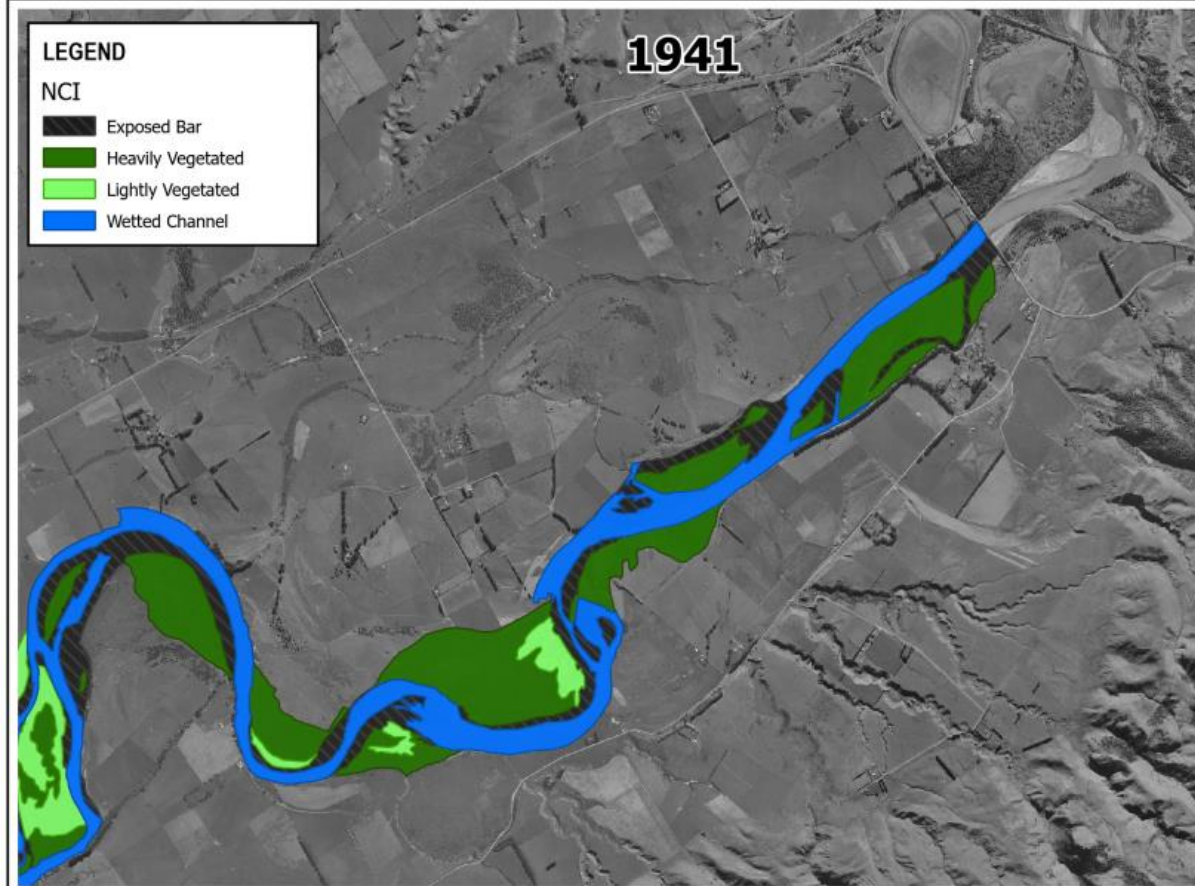 1941
LEGEND
NCI
Exposed Bar
Heavily Vegetated
Lightly Vegetated
Wetted Channel